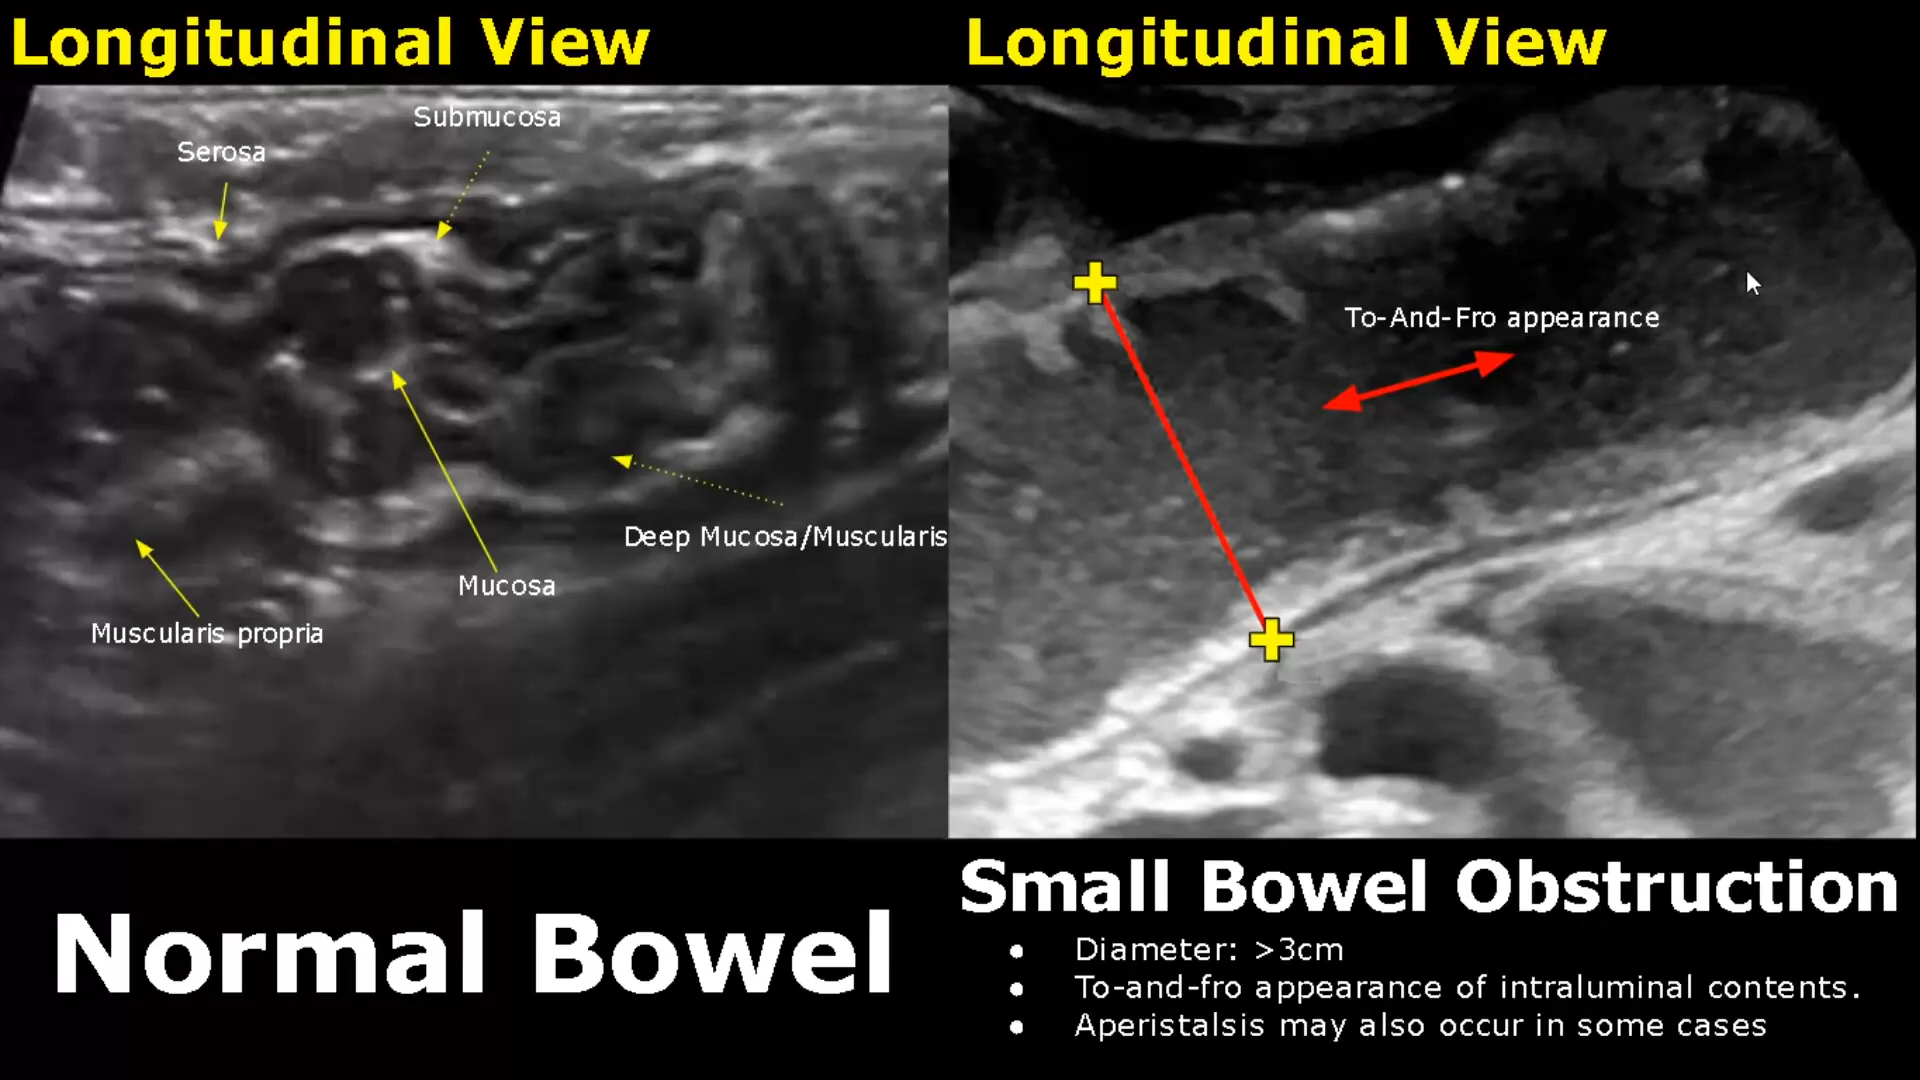 Longitudinal View
Submucosa
Serosa
Deep Mucosa/Muscularis
Mucosa
Muscularis propria
Normal Bowel
Longitudinal View
To-And-Fro appearance
Small Bowel Obstruction
• Diameter: >3cm
• To-and-fro appearance of intraluminal contents.
• Aperistalsis may also occur in some cases